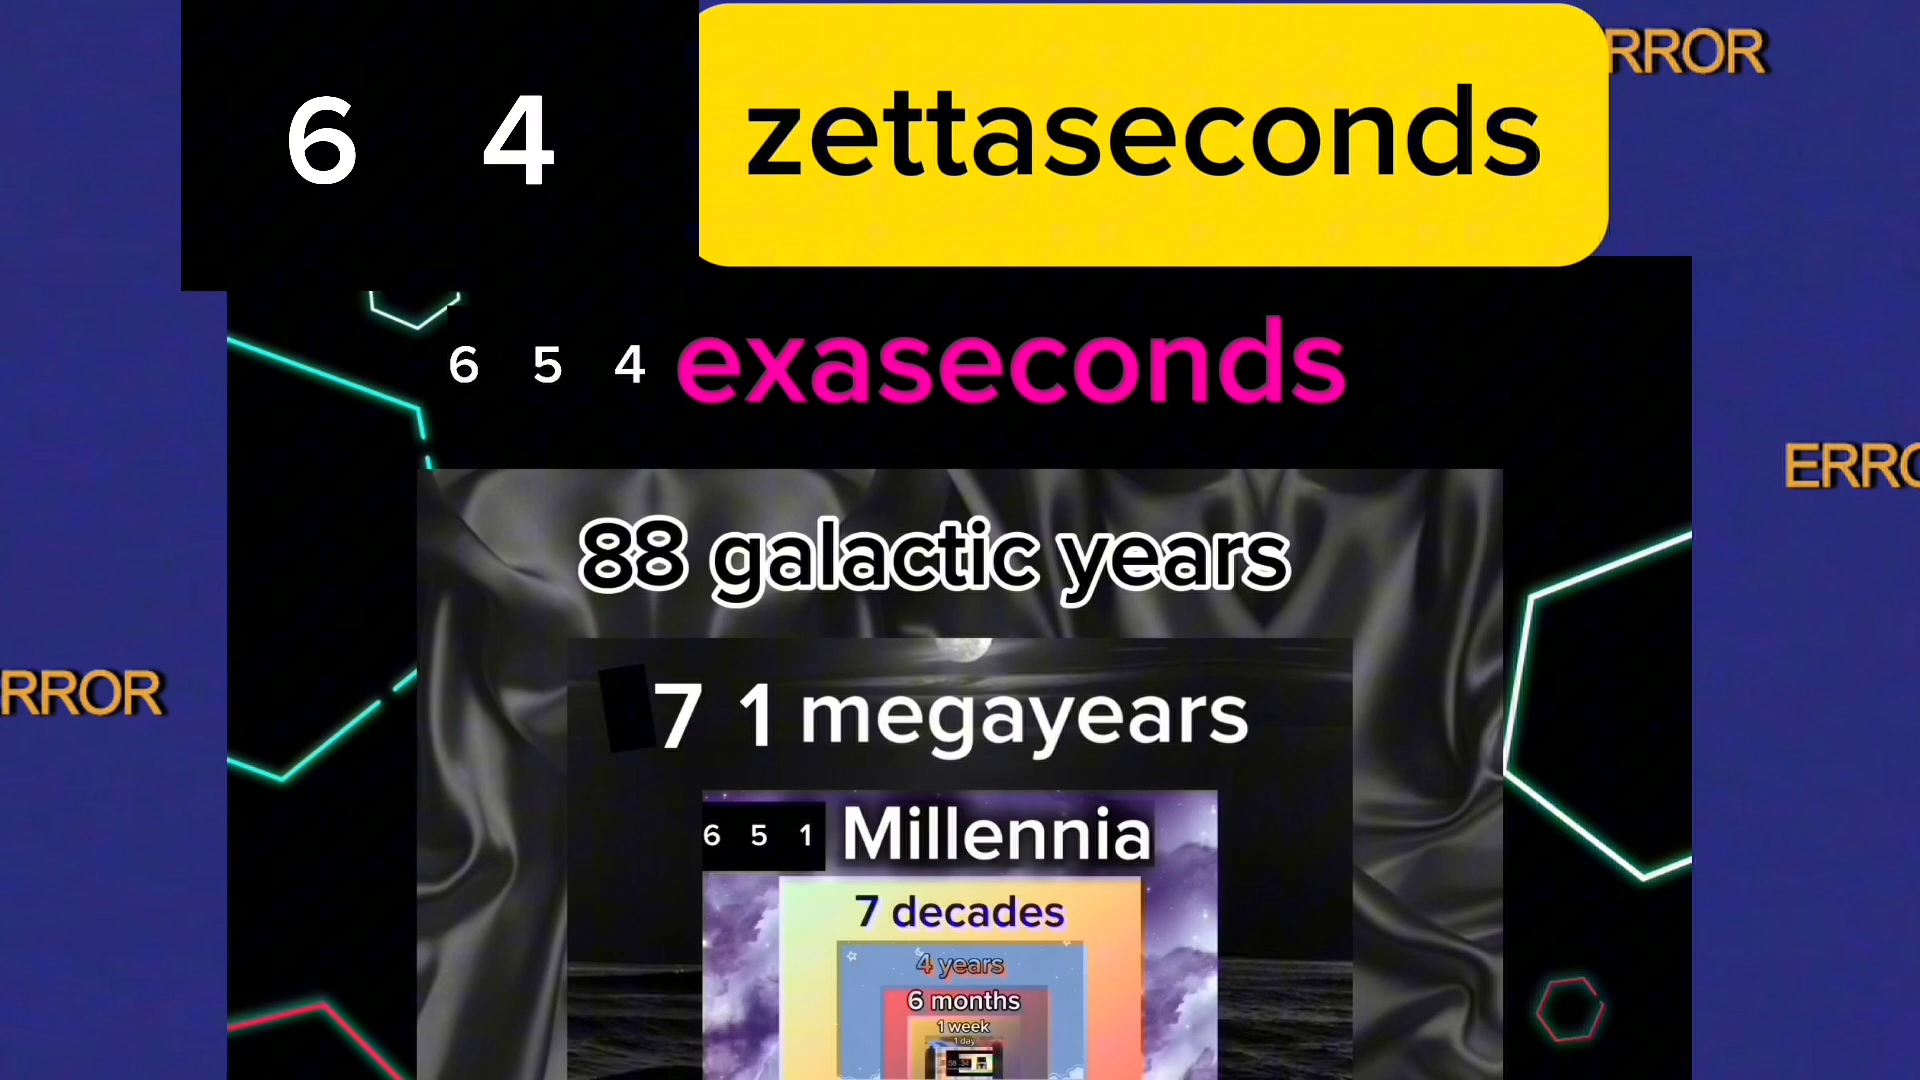 RROR
6 4 zettaseconds
6 5 4 exaseconds
ERRO
88 galactic years
RROR
7 1 megayears
6 5 1 Millennia
7 decades
4 years
6 months
1 week
1 day